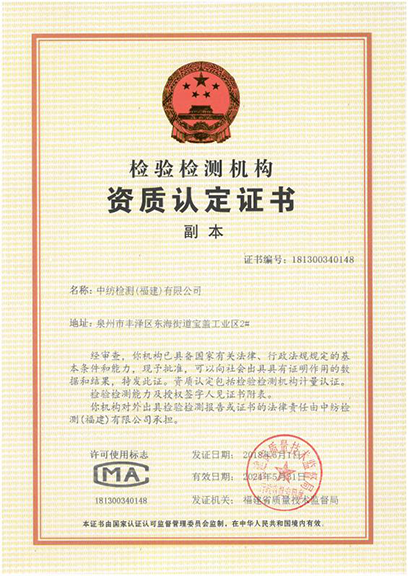 检验检测机构
资质认定证书
副本
证书编号：181300340148
名称：中纺检测(福建)有限公司
地址：泉州市丰泽区东海街道宝盖工业区2#
经审查，你机构已具备国家有关法律、行政法规规定的基
本条件和能力，现予批准，可以向社会出具具有证明作用的数
据和结果，特发此证。资质认定包括检验检测机构计量认证。
检验检测能力及授权签字人见证书附表。
你机构对外出具检验检测报告或证书的法律责任由中纺检
测(福建)有限公司承担。
许可使用标志
MA
181300340148
发证日期：2018年6月1日
有效日期：2024年5月31日
发证机关：福建省质量技术监督局
本证书由国家认证认可监督管理委员会监制，在中华人民共和国境内有效。